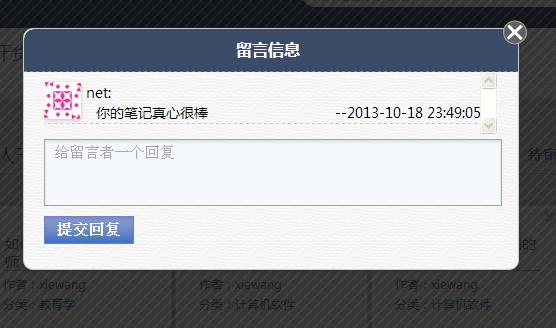 留言信息
net:
你的笔记真心很棒 --2013-10-18 23:49:05
给留言者一个回复
提交回复
作者：xiewang 作者：xiewang 作者：xiewang
分类：教育学 分类：计算机软件 分类：计算机软件